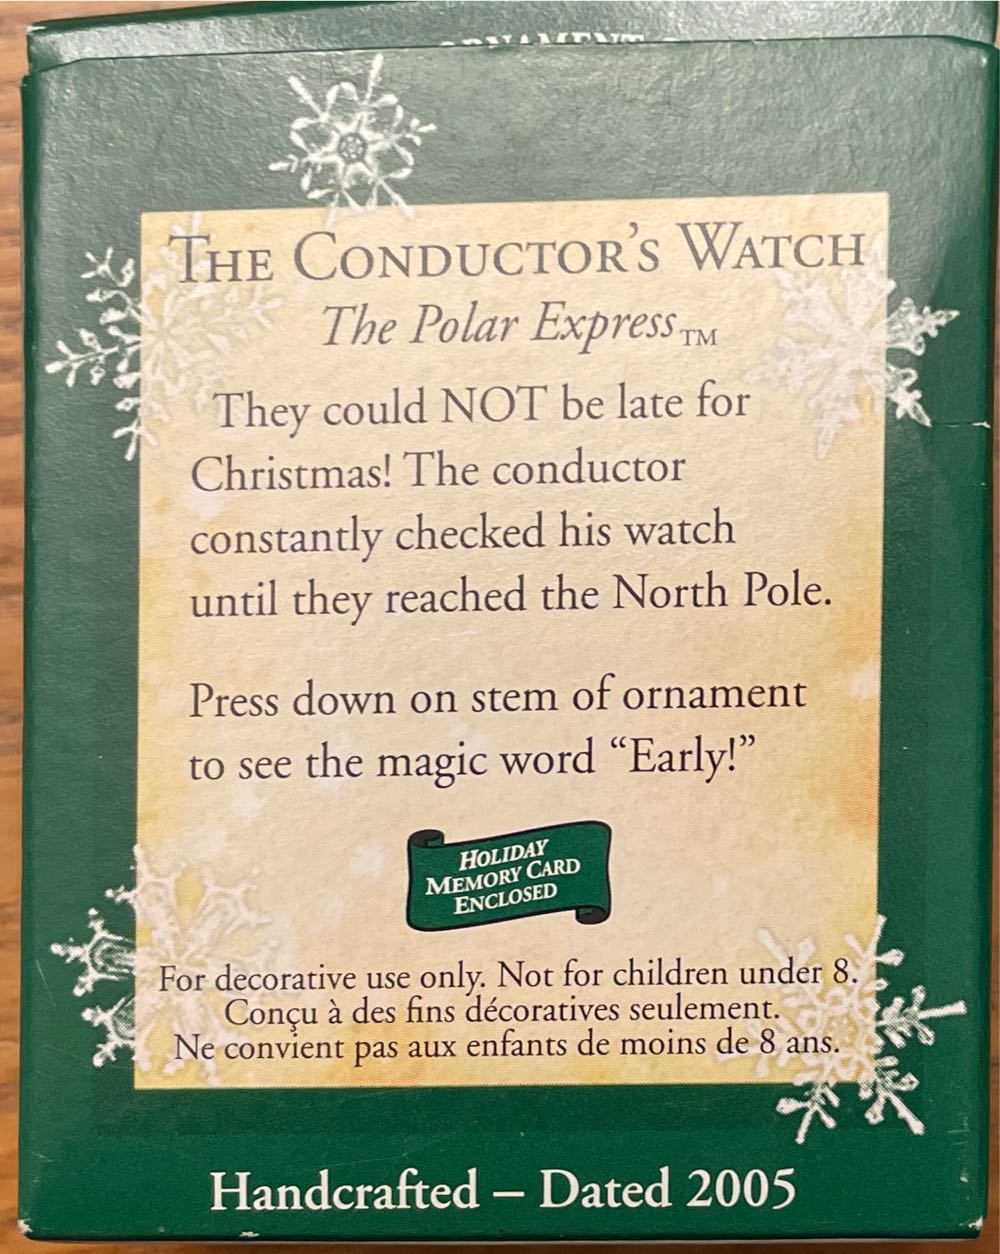 THE CONDUCTOR'S WATCH
The Polar Express™
They could NOT be late for
Christmas! The conductor
constantly checked his watch
until they reached the North Pole.
Press down on stem of ornament
to see the magic word “Early!”
HOLIDAY
MEMORY CARD
ENCLOSED
For decorative use only. Not for children under 8.
Conçu à des fins décoratives seulement.
Ne convient pas aux enfants de moins de 8 ans.
Handcrafted – Dated 2005